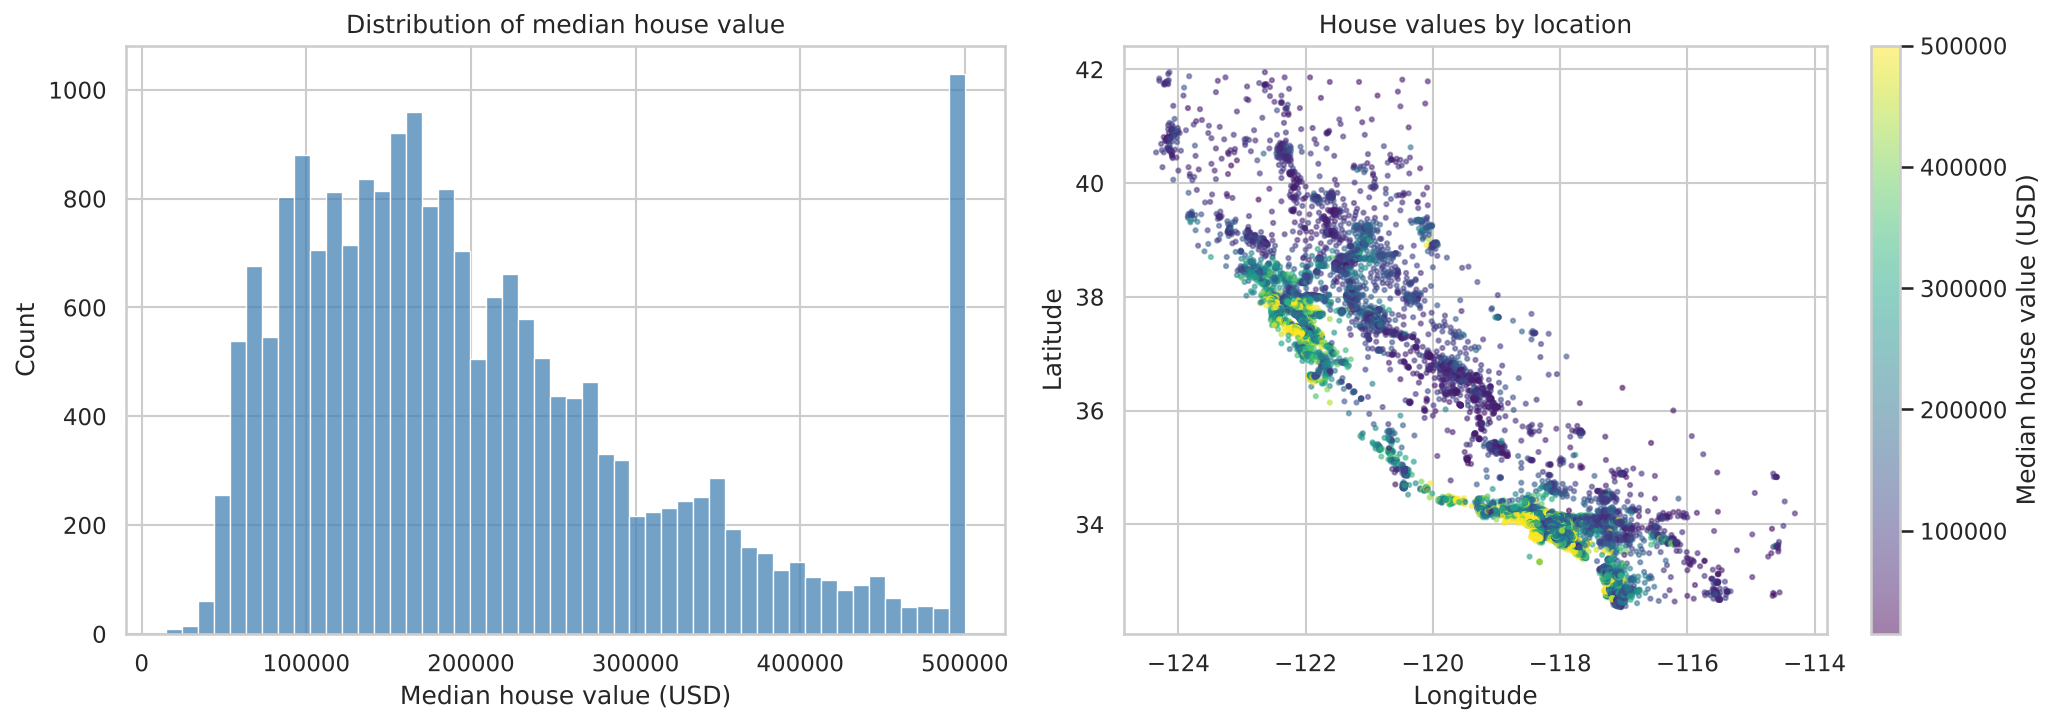 Distribution of median house value
1000
800
600
400
200
0
Count
0 100000 200000 300000 400000 500000
Median house value (USD)
House values by location
42
40
38
36
34
Latitude
−124 −122 −120 −118 −116 −114
Longitude
500000
400000
300000
200000
100000
Median house value (USD)